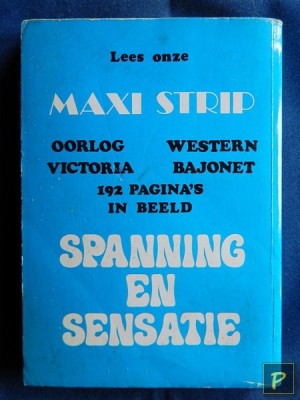 Lees onze
MAXI STRIP
OORLOG WESTERN
VICTORIA BAJONET
192 PAGINA'S
IN BEELD
SPANNING
EN
SENSATIE
P